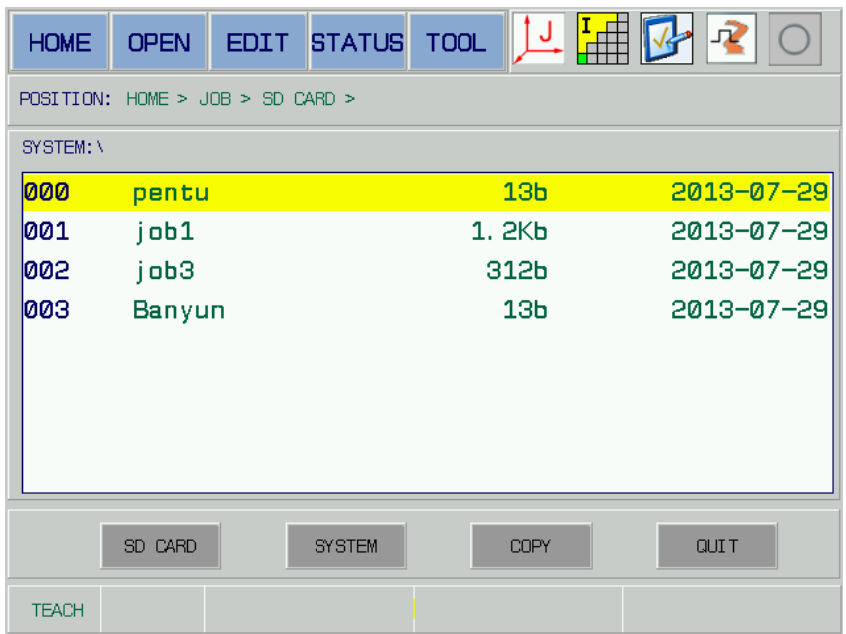 HOME OPEN EDIT STATUS TOOL J I
POSITION: HOME > JOB > SD CARD >
SYSTEM:\
000 pentu 13b 2013-07-29
001 job1 1.2Kb 2013-07-29
002 job3 312b 2013-07-29
003 Banyun 13b 2013-07-29
SD CARD SYSTEM COPY QUIT
TEACH